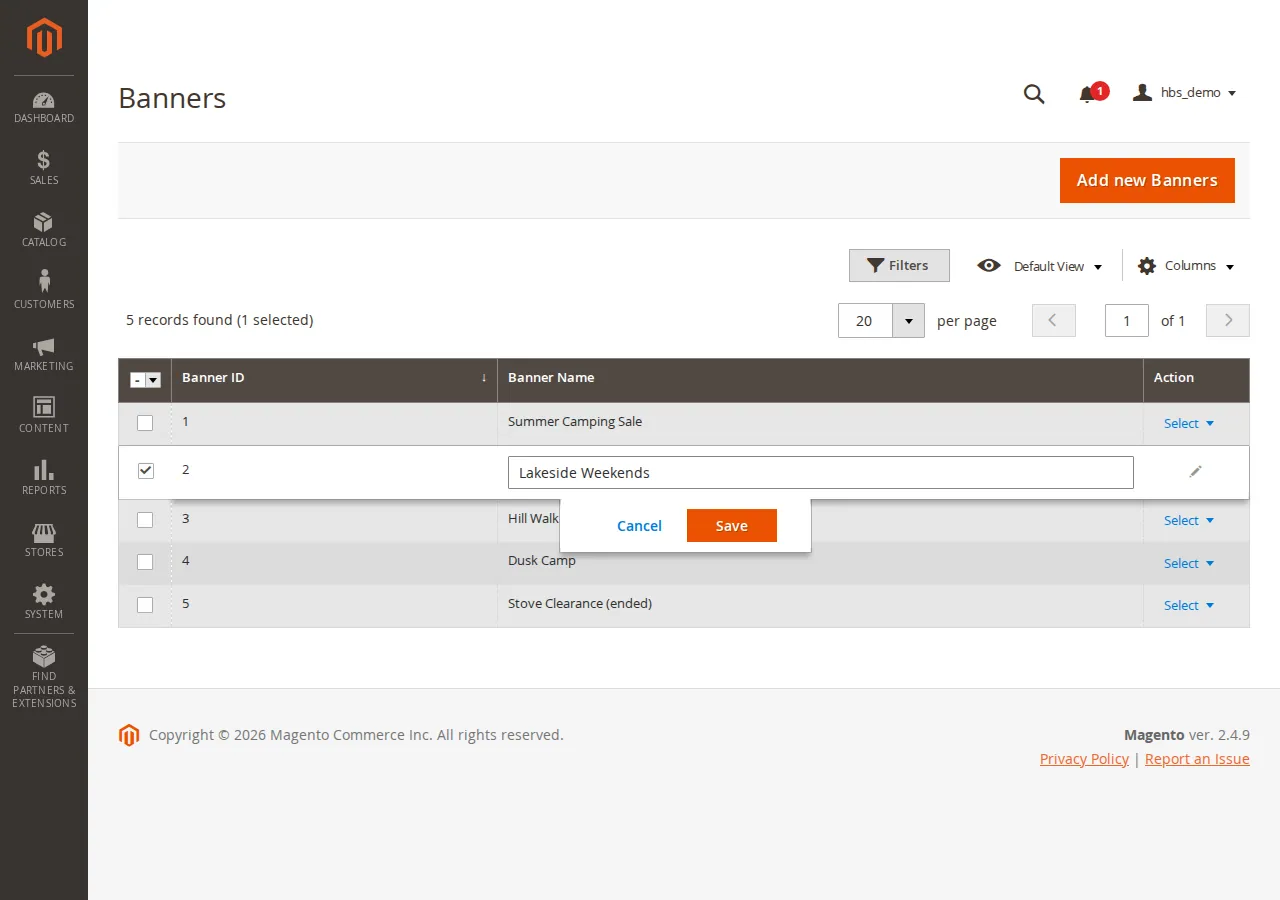 Banners
1
hbs_demo
Add new Banners
Filters
Default View
Columns
5 records found (1 selected)
20
per page
1
of 1
Banner ID ↓ Banner Name Action
1 Summer Camping Sale Select
2 Lakeside Weekends
3 Hill Walk Select
Cancel Save
4 Dusk Camp Select
5 Stove Clearance (ended) Select
DASHBOARD
SALES
CATALOG
CUSTOMERS
MARKETING
CONTENT
REPORTS
STORES
SYSTEM
FIND
PARTNERS &
EXTENSIONS
Copyright © 2026 Magento Commerce Inc. All rights reserved.
Magento ver. 2.4.9
Privacy Policy | Report an Issue